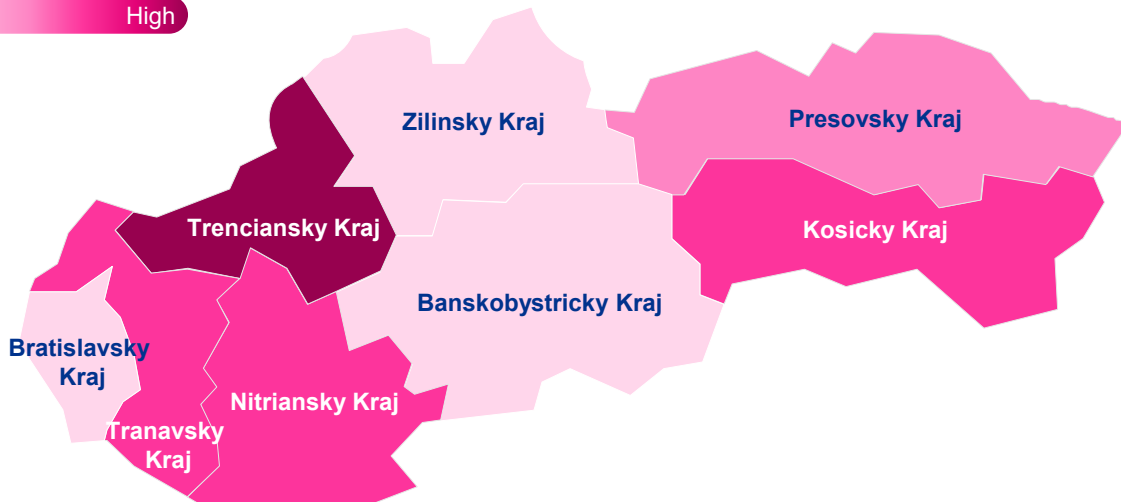 High
Zilinsky Kraj
Presovsky Kraj
Trenciansky Kraj
Kosicky Kraj
Banskobystricky Kraj
Bratislavsky
Kraj
Nitriansky Kraj
Tranavsky
Kraj